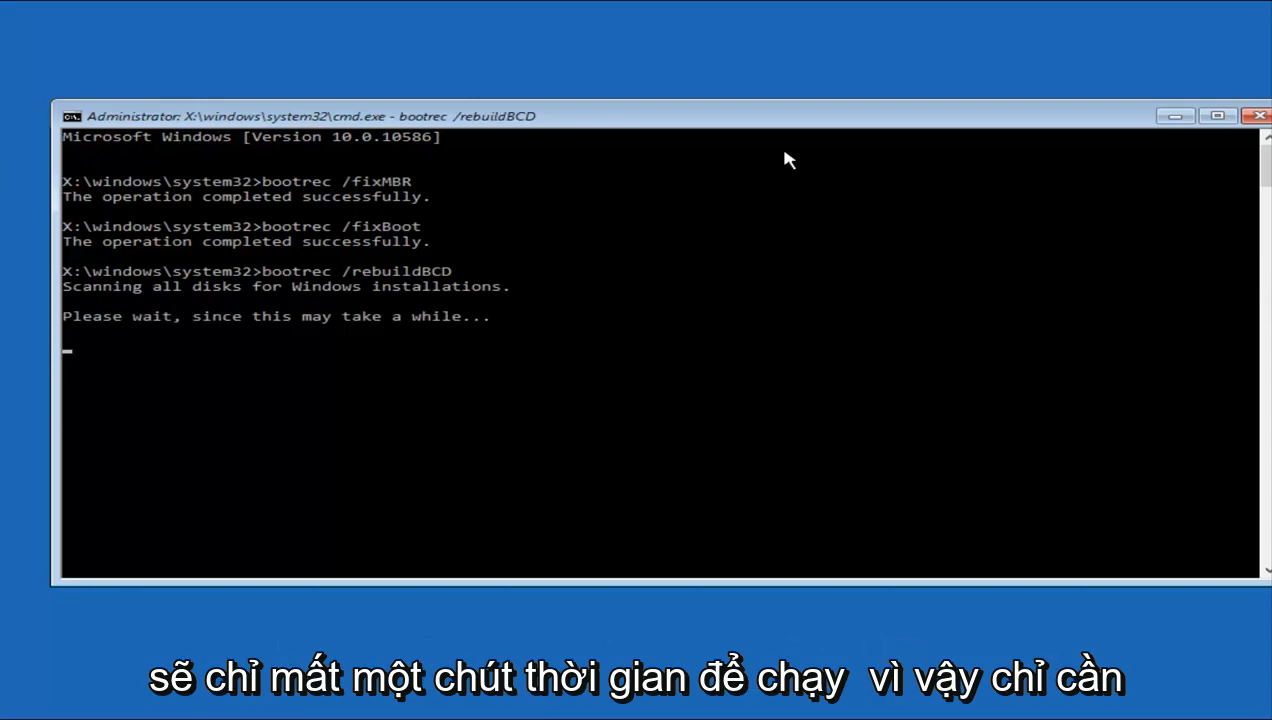 Administrator: X:\windows\system32\cmd.exe - bootrec /rebuildBCD
Microsoft Windows [Version 10.0.10586]
X:\windows\system32>bootrec /fixMBR
The operation completed successfully.
X:\windows\system32>bootrec /fixBoot
The operation completed successfully.
X:\windows\system32>bootrec /rebuildBCD
Scanning all disks for Windows installations.
Please wait, since this may take a while...
sẽ chỉ mất một chút thời gian để chạy vì vậy chỉ cần